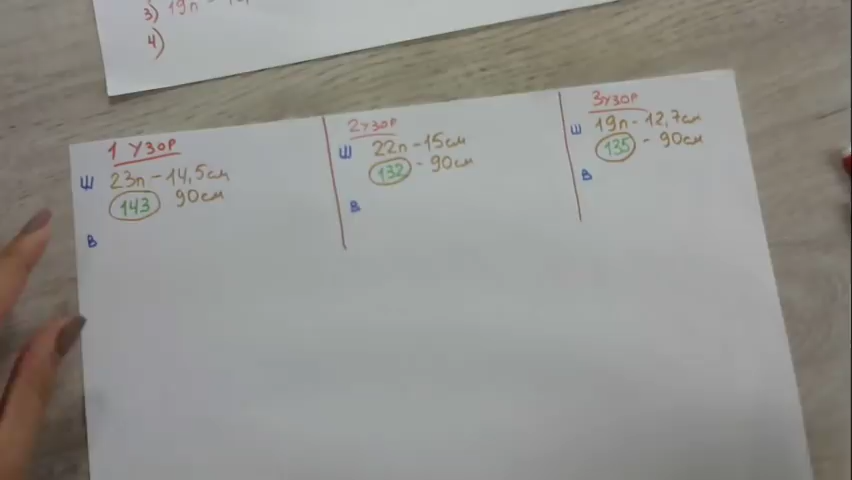 3) 19п -
4)
1 УЗОР
Ш 23п - 14,5см
143 90см
В
2 УЗОР
Ш 22п - 15см
132 - 90см
В
3 УЗОР
Ш 19п - 12,7см
135 - 90см
В